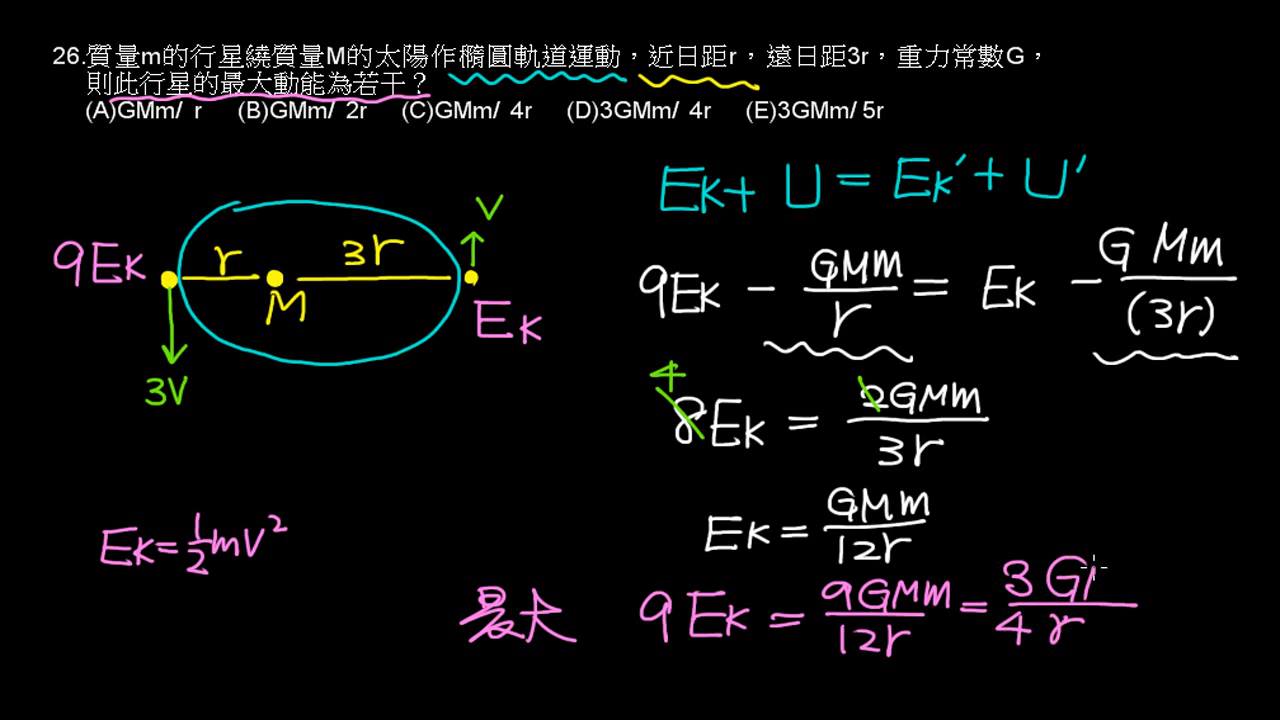 26.質量m的行星繞質量M的太陽作橢圓軌道運動，近日距r，遠日距3r，重力常數G，
則此行星的最大動能為若干？
(A)GMm/ r (B)GMm/ 2r (C)GMm/ 4r (D)3GMm/ 4r (E)3GMm/ 5r
EK + U = EK' + U'
V
9EK r 3r
M
EK
3V
9EK - GMm/r = EK - GMm/(3r)
4
8EK = 2GMm/3r
EK = GMm/12r
EK = 1/2 mV²
最大 9EK = 9GMm/12r = 3G/4r